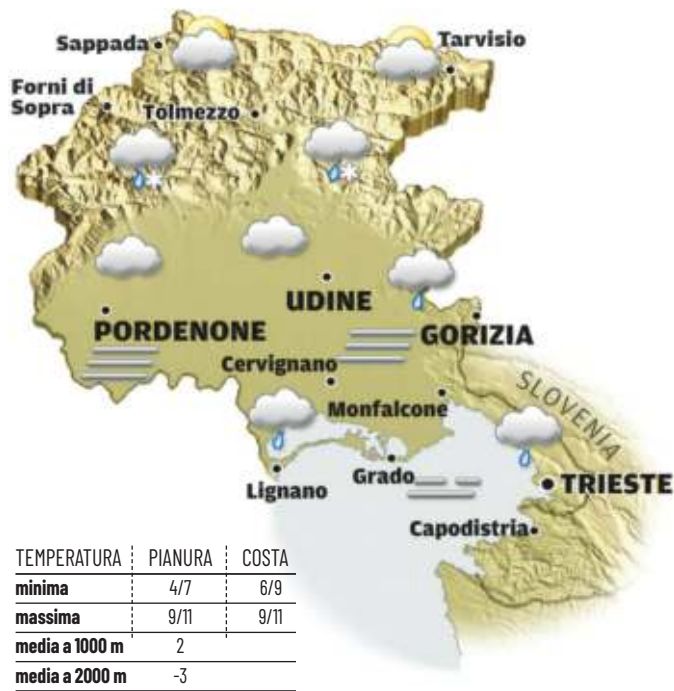 Sappada
Tarvisio
Forni di
Sopra
Tolmezzo
UDINE
PORDENONE
GORIZIA
Cervignano
SLOVENIA
Monfalcone
Lignano
Grado
TRIESTE
Capodistria
TEMPERATURA PIANURA COSTA
minima 4/7 6/9
massima 9/11 9/11
media a 1000 m 2
media a 2000 m -3